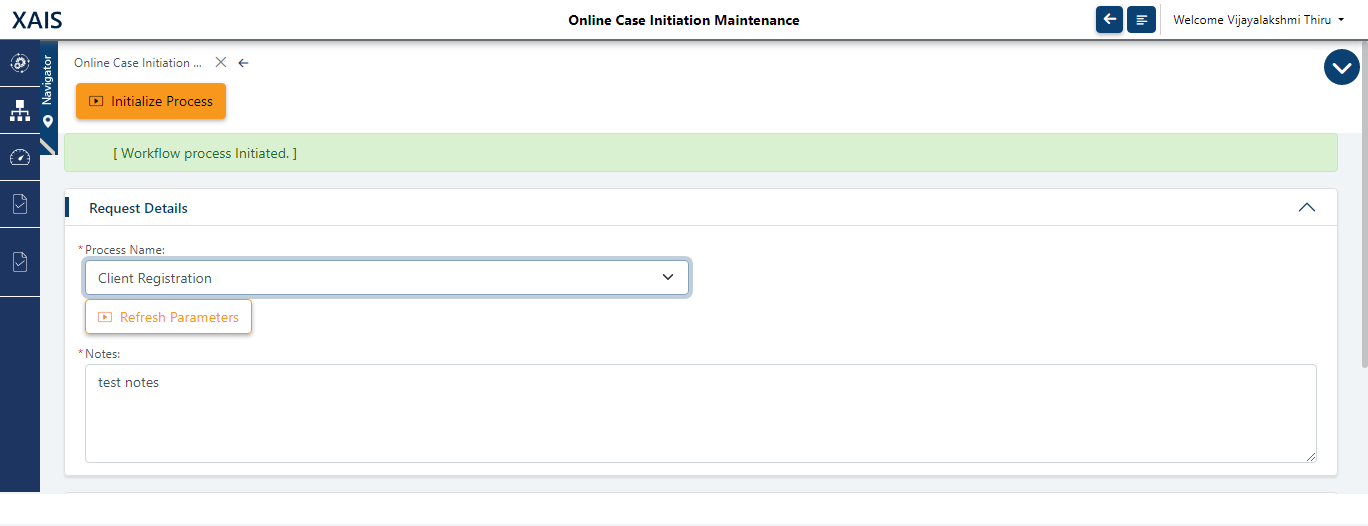 XAIS
Online Case Initiation Maintenance
Welcome Vijayalakshmi Thiru
Navigator
Online Case Initiation ...
Initialize Process
[ Workflow process Initiated. ]
Request Details
* Process Name:
Client Registration
Refresh Parameters
* Notes:
test notes